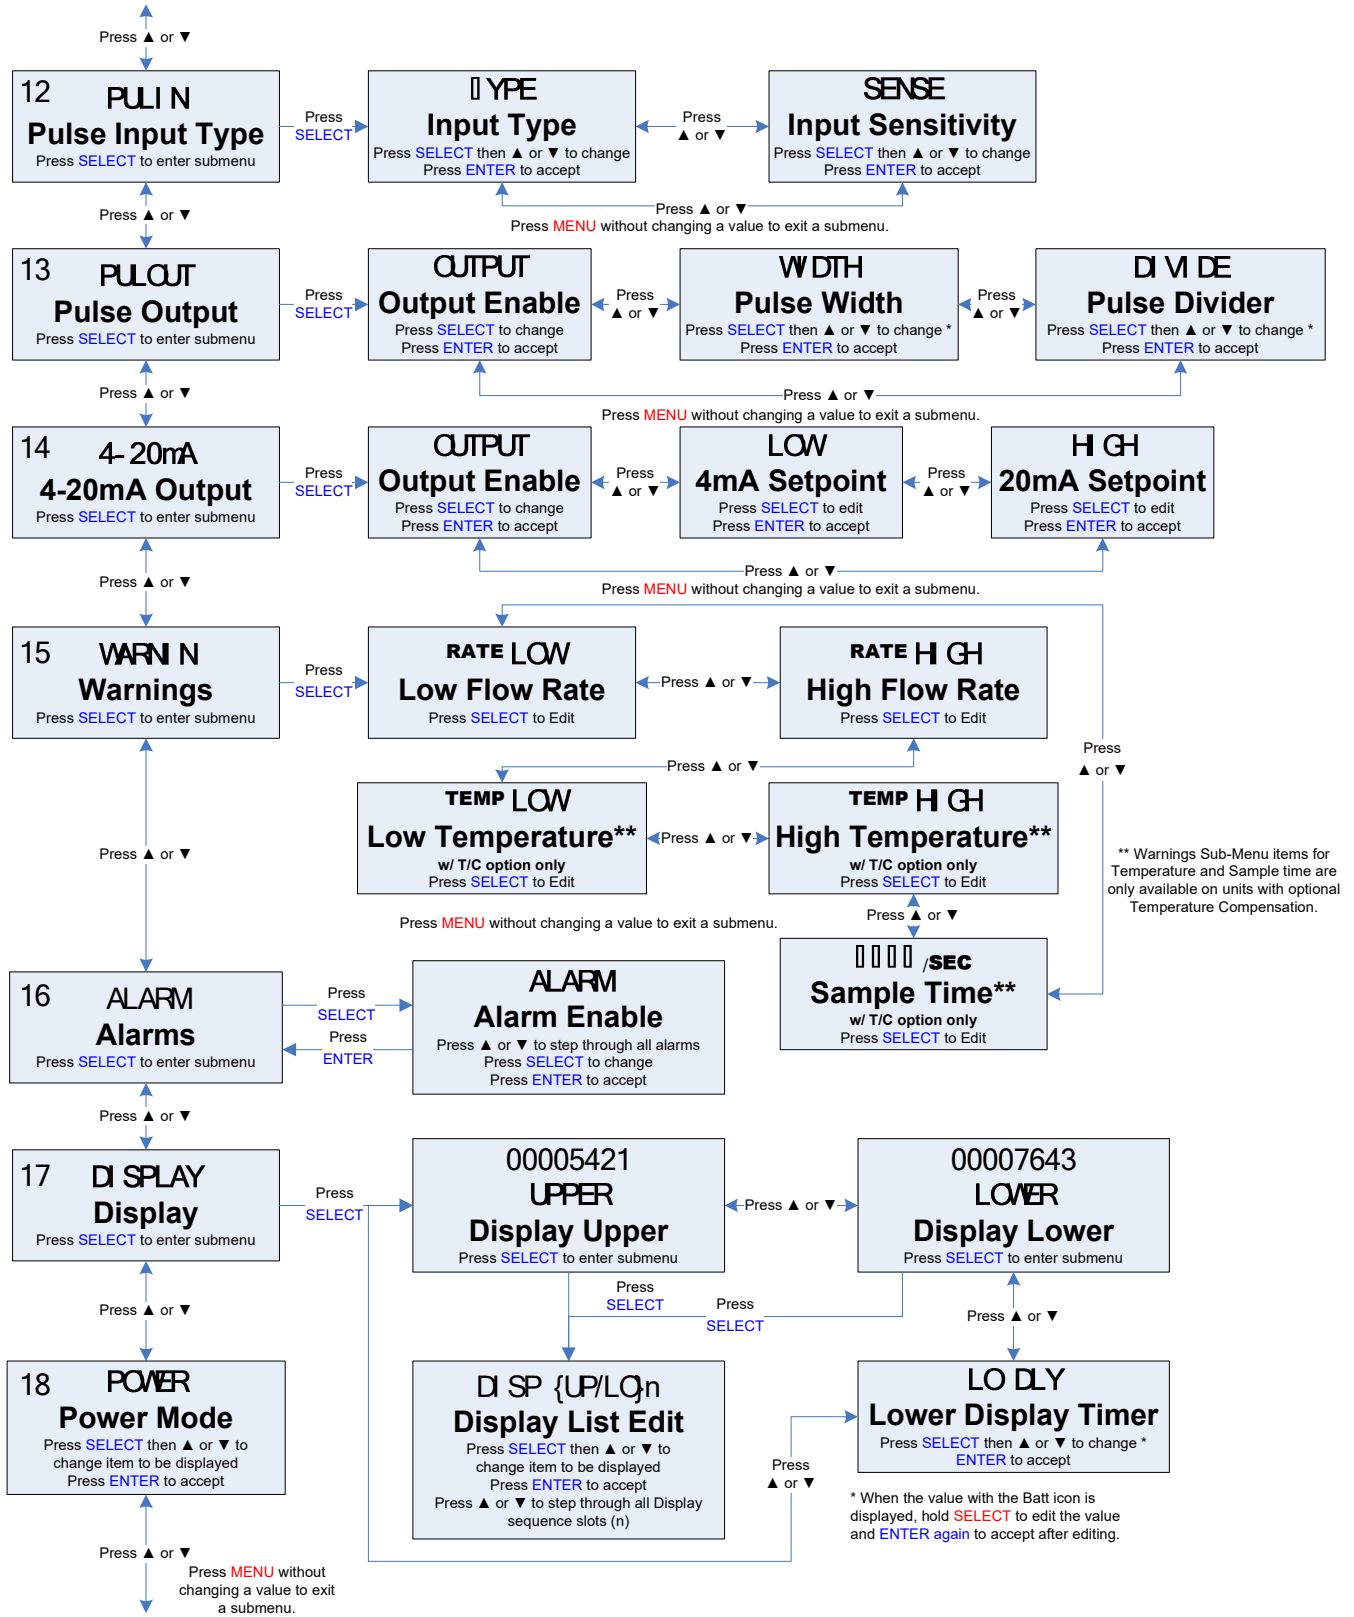 Press ▲ or ▼
12
PULIN
Pulse Input Type
Press SELECT to enter submenu
Press
SELECT
YPE
Input Type
Press SELECT then ▲ or ▼ to change
Press ENTER to accept
Press
▲ or ▼
SENSE
Input Sensitivity
Press SELECT then ▲ or ▼ to change
Press ENTER to accept
Press ▲ or ▼
Press ▲ or ▼
Press MENU without changing a value to exit a submenu.
13
PULOUT
Pulse Output
Press SELECT to enter submenu
Press
SELECT
OUTPUT
Output Enable
Press SELECT to change
Press ENTER to accept
Press
▲ or ▼
WIDTH
Pulse Width
Press SELECT then ▲ or ▼ to change *
Press ENTER to accept
Press
▲ or ▼
DIVIDE
Pulse Divider
Press SELECT then ▲ or ▼ to change *
Press ENTER to accept
Press ▲ or ▼
Press ▲ or ▼
Press MENU without changing a value to exit a submenu.
14
4-20mA
4-20mA Output
Press SELECT to enter submenu
Press
SELECT
OUTPUT
Output Enable
Press SELECT to change
Press ENTER to accept
Press
▲ or ▼
LOW
4mA Setpoint
Press SELECT to edit
Press ENTER to accept
Press
▲ or ▼
HIGH
20mA Setpoint
Press SELECT to edit
Press ENTER to accept
Press ▲ or ▼
Press ▲ or ▼
Press MENU without changing a value to exit a submenu.
15
WARNIN
Warnings
Press SELECT to enter submenu
Press
SELECT
RATE LOW
Low Flow Rate
Press SELECT to Edit
Press ▲ or ▼
RATE HIGH
High Flow Rate
Press SELECT to Edit
Press
▲ or ▼
Press ▲ or ▼
TEMP LOW
Low Temperature**
w/ T/C option only
Press SELECT to Edit
Press ▲ or ▼
TEMP HIGH
High Temperature**
w/ T/C option only
Press SELECT to Edit
Press ▲ or ▼
** Warnings Sub-Menu items for
Temperature and Sample time are
only available on units with optional
Temperature Compensation.
Press MENU without changing a value to exit a submenu.
Press ▲ or ▼
/SEC
Sample Time**
w/ T/C option only
Press SELECT to Edit
16
ALARM
Alarms
Press SELECT to enter submenu
Press
SELECT
Press
ENTER
ALARM
Alarm Enable
Press ▲ or ▼ to step through all alarms
Press SELECT to change
Press ENTER to accept
Press ▲ or ▼
17
DISPLAY
Display
Press SELECT to enter submenu
Press
SELECT
00005421
UPPER
Display Upper
Press SELECT to enter submenu
Press ▲ or ▼
00007643
LOWER
Display Lower
Press SELECT to enter submenu
Press
SELECT
Press
SELECT
Press ▲ or ▼
Press ▲ or ▼
18
POWER
Power Mode
Press SELECT then ▲ or ▼ to
change item to be displayed
Press ENTER to accept
DISP {UP/LO}n
Display List Edit
Press SELECT then ▲ or ▼ to
change item to be displayed
Press ENTER to accept
Press ▲ or ▼ to step through all Display
sequence slots (n)
Press
▲ or ▼
LO DLY
Lower Display Timer
Press SELECT then ▲ or ▼ to change *
ENTER to accept
* When the value with the Batt icon is
displayed, hold SELECT to edit the value
and ENTER again to accept after editing.
Press ▲ or ▼
Press MENU without
changing a value to exit
a submenu.